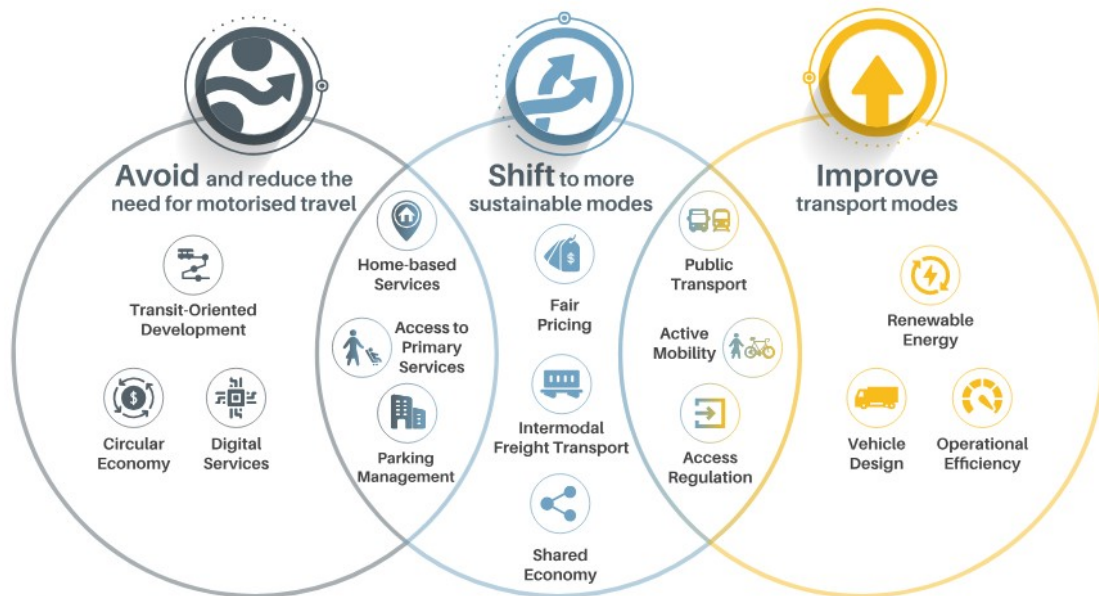 Avoid and reduce the
need for motorised travel
Transit-Oriented
Development
$
Circular
Economy
Digital
Services
Home-based
Services
Access to
Primary
Services
Parking
Management
Shift to more
sustainable modes
$
Fair
Pricing
Intermodal
Freight Transport
Shared
Economy
Public
Transport
Active
Mobility
Access
Regulation
Improve
transport modes
Renewable
Energy
Vehicle
Design
Operational
Efficiency